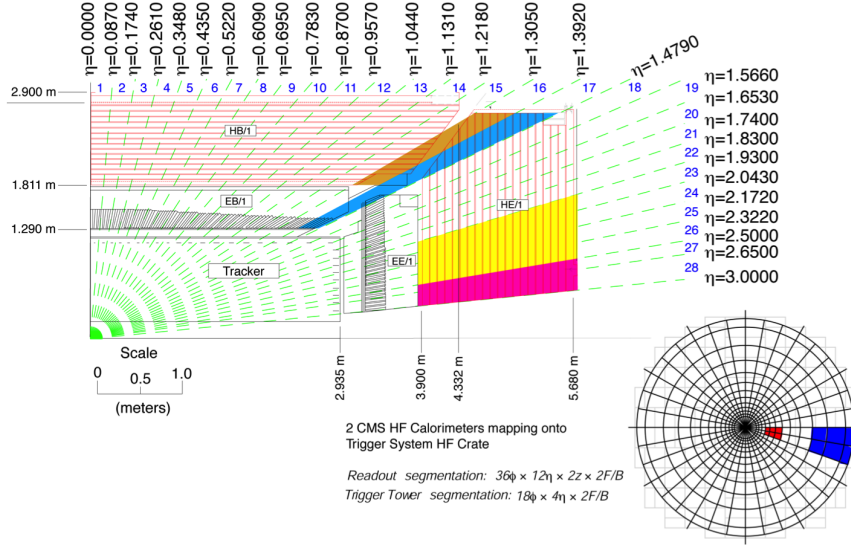 η=0.0000
η=0.0870
η=0.1740
η=0.2610
η=0.3480
η=0.4350
η=0.5220
η=0.6090
η=0.6950
η=0.7830
η=0.8700
η=0.9570
η=1.0440
η=1.1310
η=1.2180
η=1.3050
η=1.3920
η=1.4790
1 2 3 4 5 6 7 8 9 10 11 12 13 14 15 16 17 18 19
η=1.5660
η=1.6530
20 η=1.7400
21 η=1.8300
22 η=1.9300
23 η=2.0430
24 η=2.1720
25 η=2.3220
26 η=2.5000
27 η=2.6500
28 η=3.0000
2.900 m
HB/1
1.811 m
EB/1
HE/1
1.290 m
Tracker
EE/1
2.935 m
3.900 m
4.332 m
5.680 m
Scale
0 0.5 1.0
(meters)
2 CMS HF Calorimeters mapping onto
Trigger System HF Crate
Readout segmentation: 36ϕ × 12η × 2z × 2F/B
Trigger Tower segmentation: 18ϕ × 4η × 2F/B